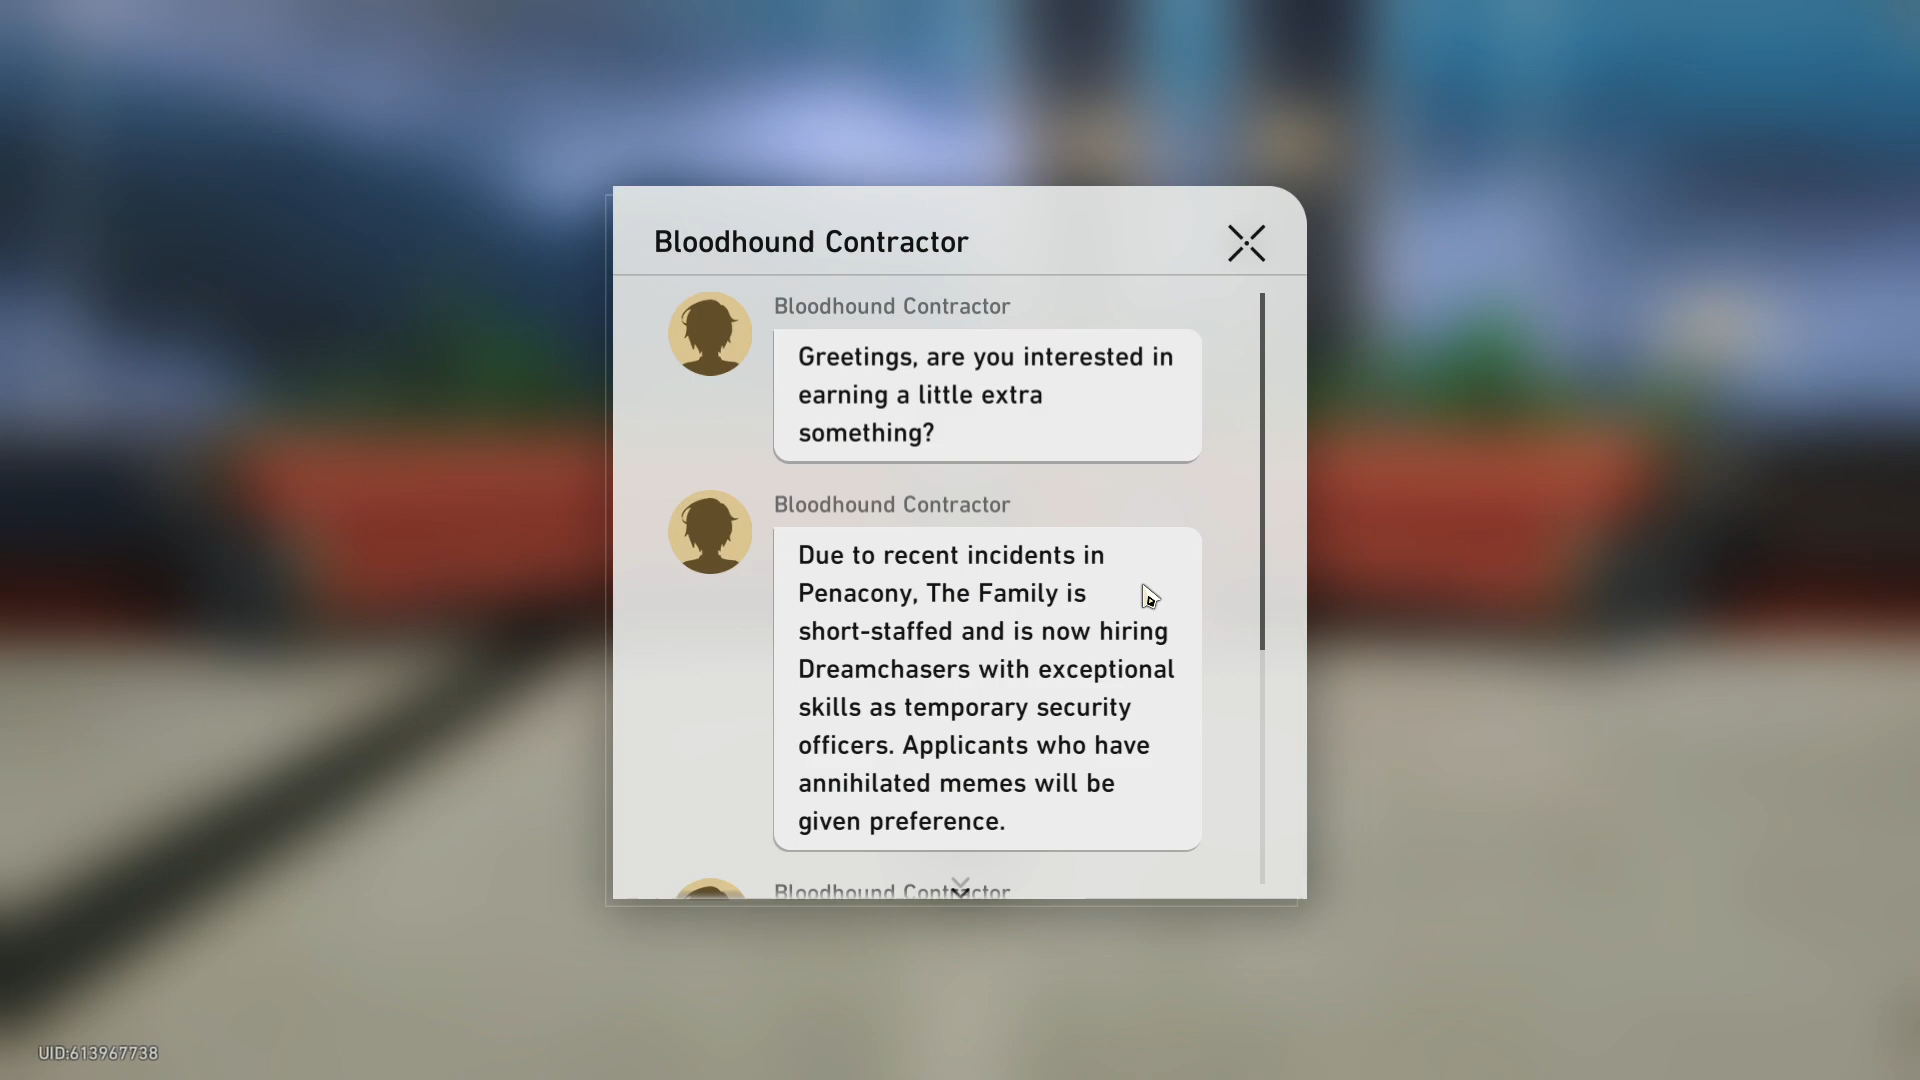 Bloodhound Contractor
Bloodhound Contractor
Greetings, are you interested in
earning a little extra
something?
Bloodhound Contractor
Due to recent incidents in
Penacony, The Family is
short-staffed and is now hiring
Dreamchasers with exceptional
skills as temporary security
officers. Applicants who have
annihilated memes will be
given preference.
Bloodhound Contractor
UID:613967738